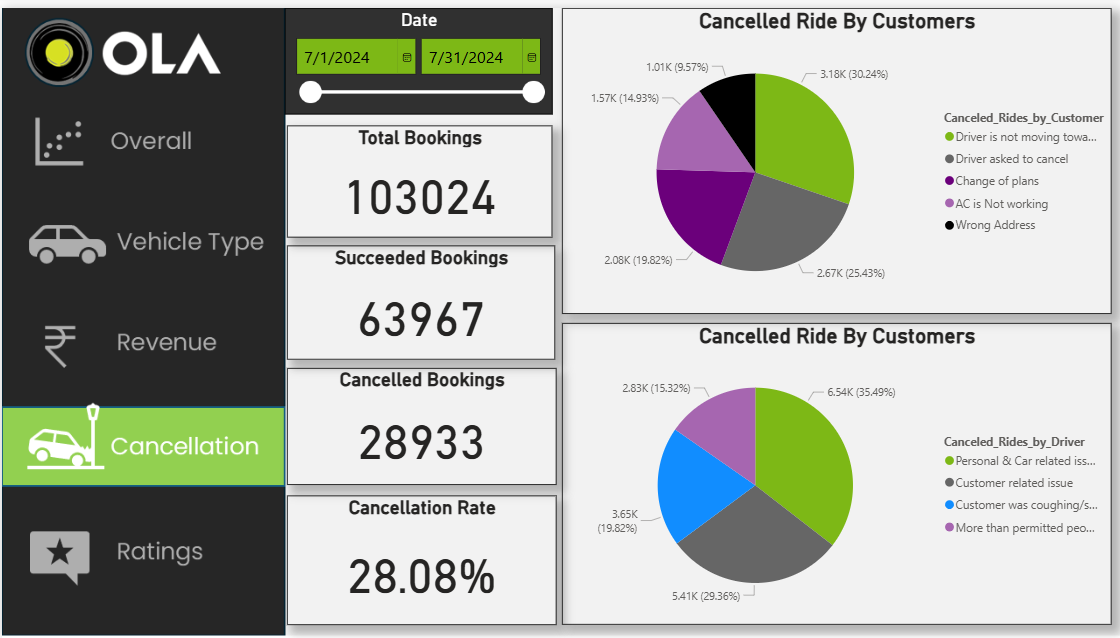 OLA
Overall
Vehicle Type
Revenue
Cancellation
Ratings
Date
7/1/2024
7/31/2024
Total Bookings
103024
Succeeded Bookings
63967
Cancelled Bookings
28933
Cancellation Rate
28.08%
Cancelled Ride By Customers
1.01K (9.57%)
3.18K (30.24%)
1.57K (14.93%)
2.08K (19.82%)
2.67K (25.43%)
Canceled_Rides_by_Customer
Driver is not moving towa...
Driver asked to cancel
Change of plans
AC is Not working
Wrong Address
Cancelled Ride By Customers
2.83K (15.32%)
6.54K (35.49%)
3.65K
(19.82%)
5.41K (29.36%)
Canceled_Rides_by_Driver
Personal & Car related iss...
Customer related issue
Customer was coughing/s...
More than permitted peo...